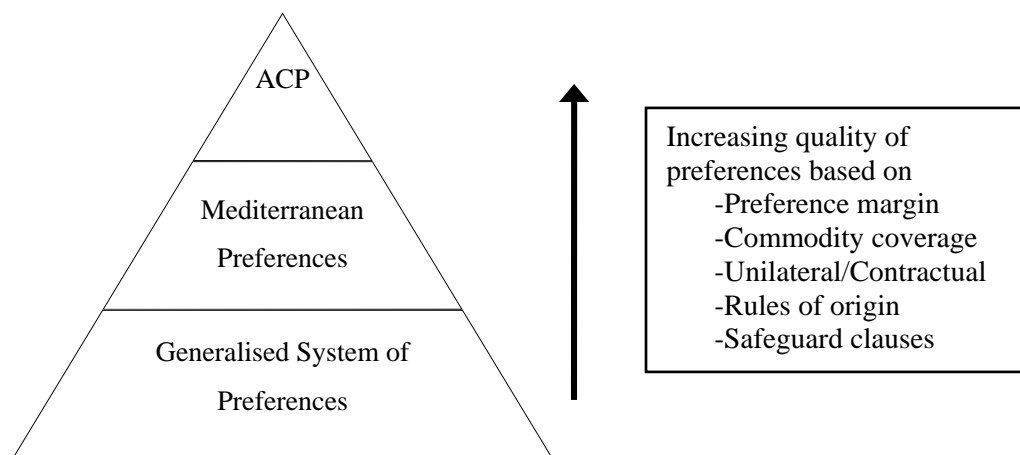 ACP
Mediterranean
Preferences
Generalised System of
Preferences
Increasing quality of
preferences based on
-Preference margin
-Commodity coverage
-Unilateral/Contractual
-Rules of origin
-Safeguard clauses